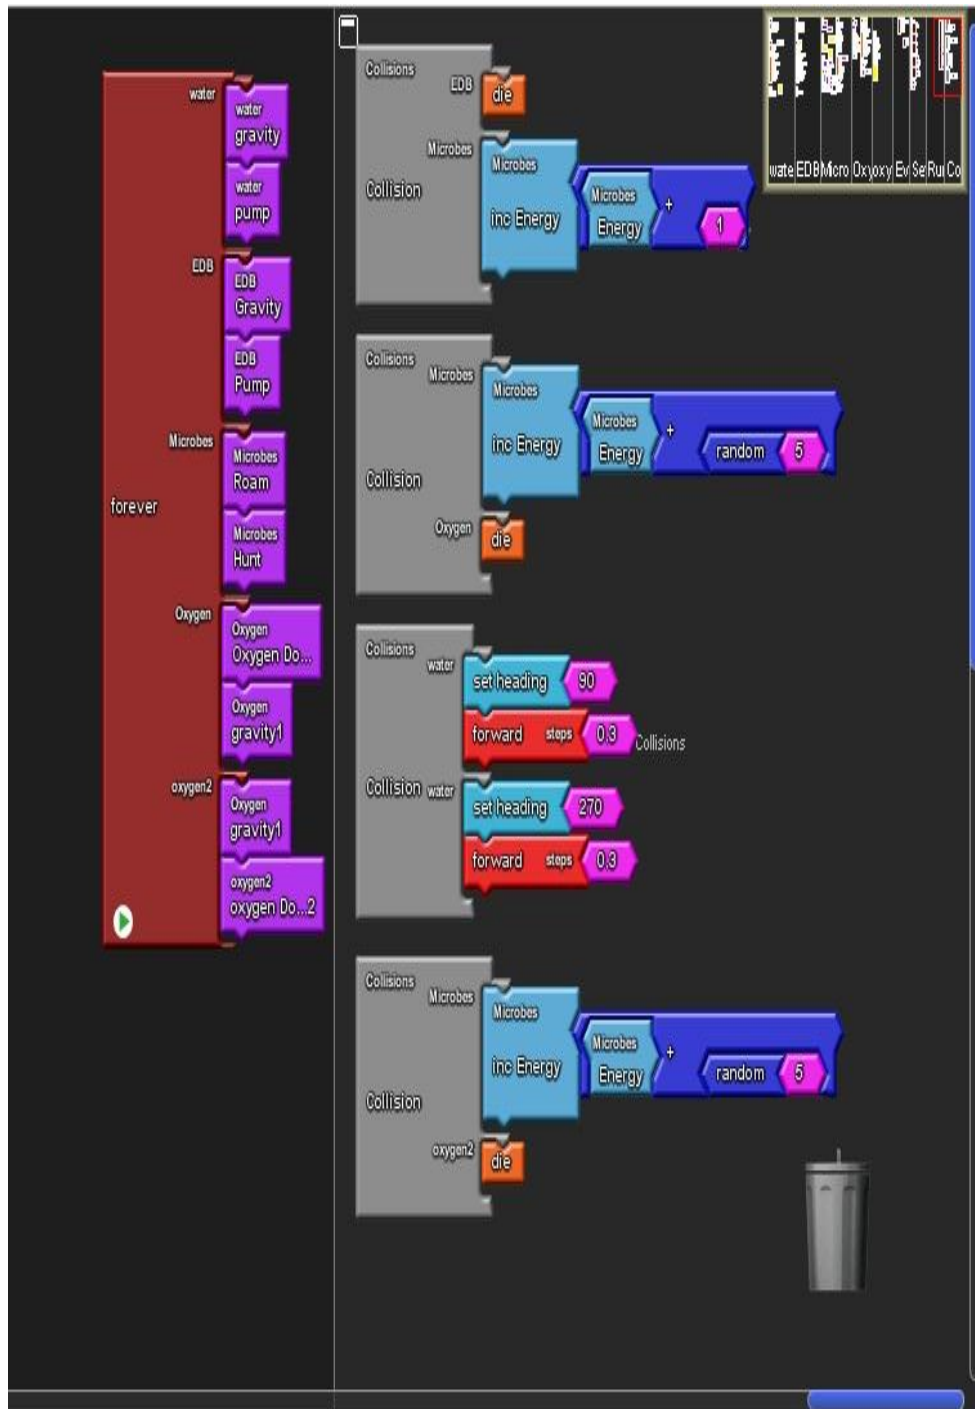 forever
water
water
gravity
water
pump
EDB
EDB
Gravity
EDB
Pump
Microbes
Microbes
Roam
Microbes
Hunt
Oxygen
Oxygen
Oxygen Do...
Oxygen
gravity1
oxygen2
Oxygen
gravity1
oxygen2
oxygen Do...2
Collisions
Collision
EDB
die
Microbes
Microbes
inc Energy
Microbes
Energy + 1
Collisions
Collision
Microbes
Microbes
inc Energy
Microbes
Energy + random 5
Oxygen
die
Collisions
Collision
water
set heading 90
forward steps 0.3
Collisions
water
set heading 270
forward steps 0.3
Collisions
Collision
Microbes
Microbes
inc Energy
Microbes
Energy + random 5
oxygen2
die
wate EDB Micro Oxy oxy Ev Se Ru Co